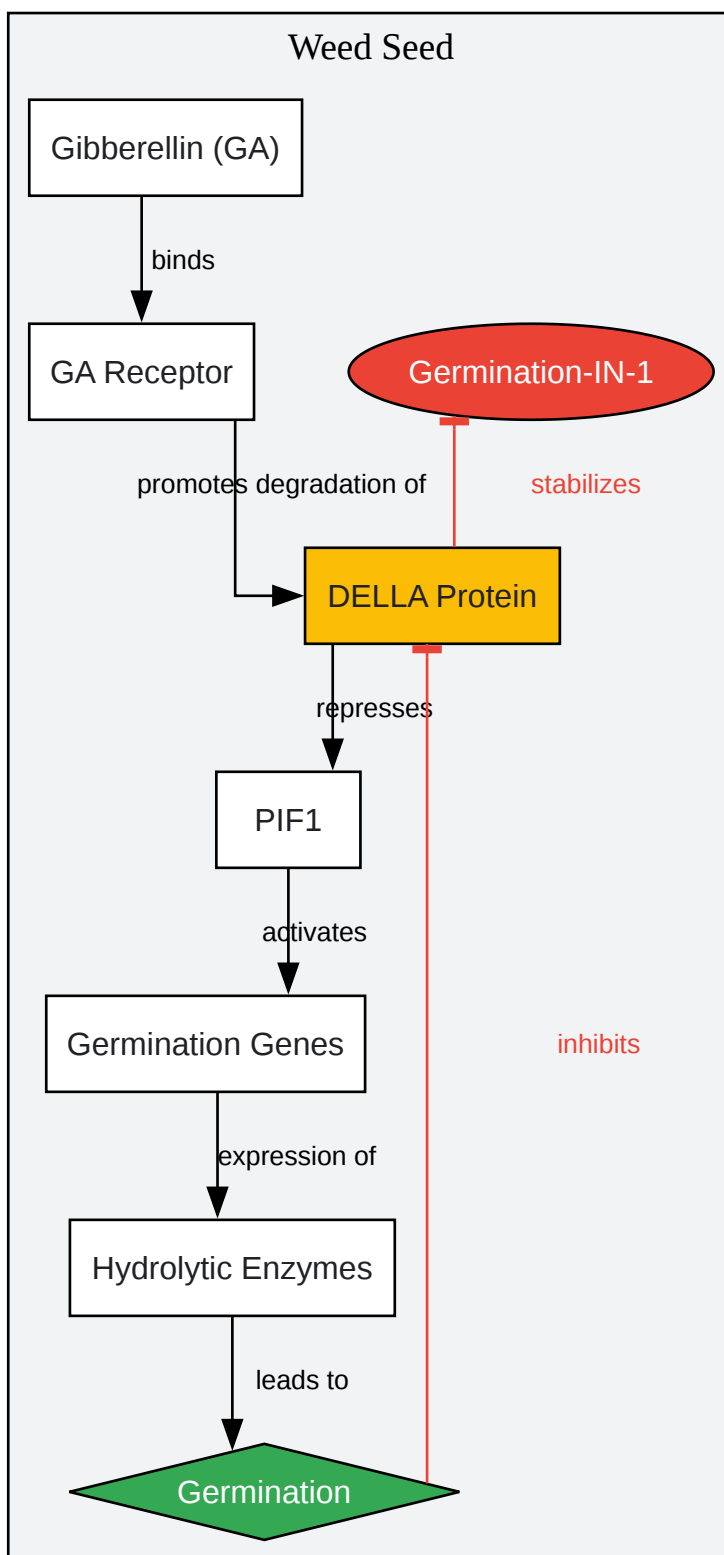 Weed Seed
Gibberellin (GA)
binds
GA Receptor
Germination-IN-1
promotes degradation of
stabilizes
DELLA Protein
represses
PIF1
activates
Germination Genes
inhibits
expression of
Hydrolytic Enzymes
leads to
Germination